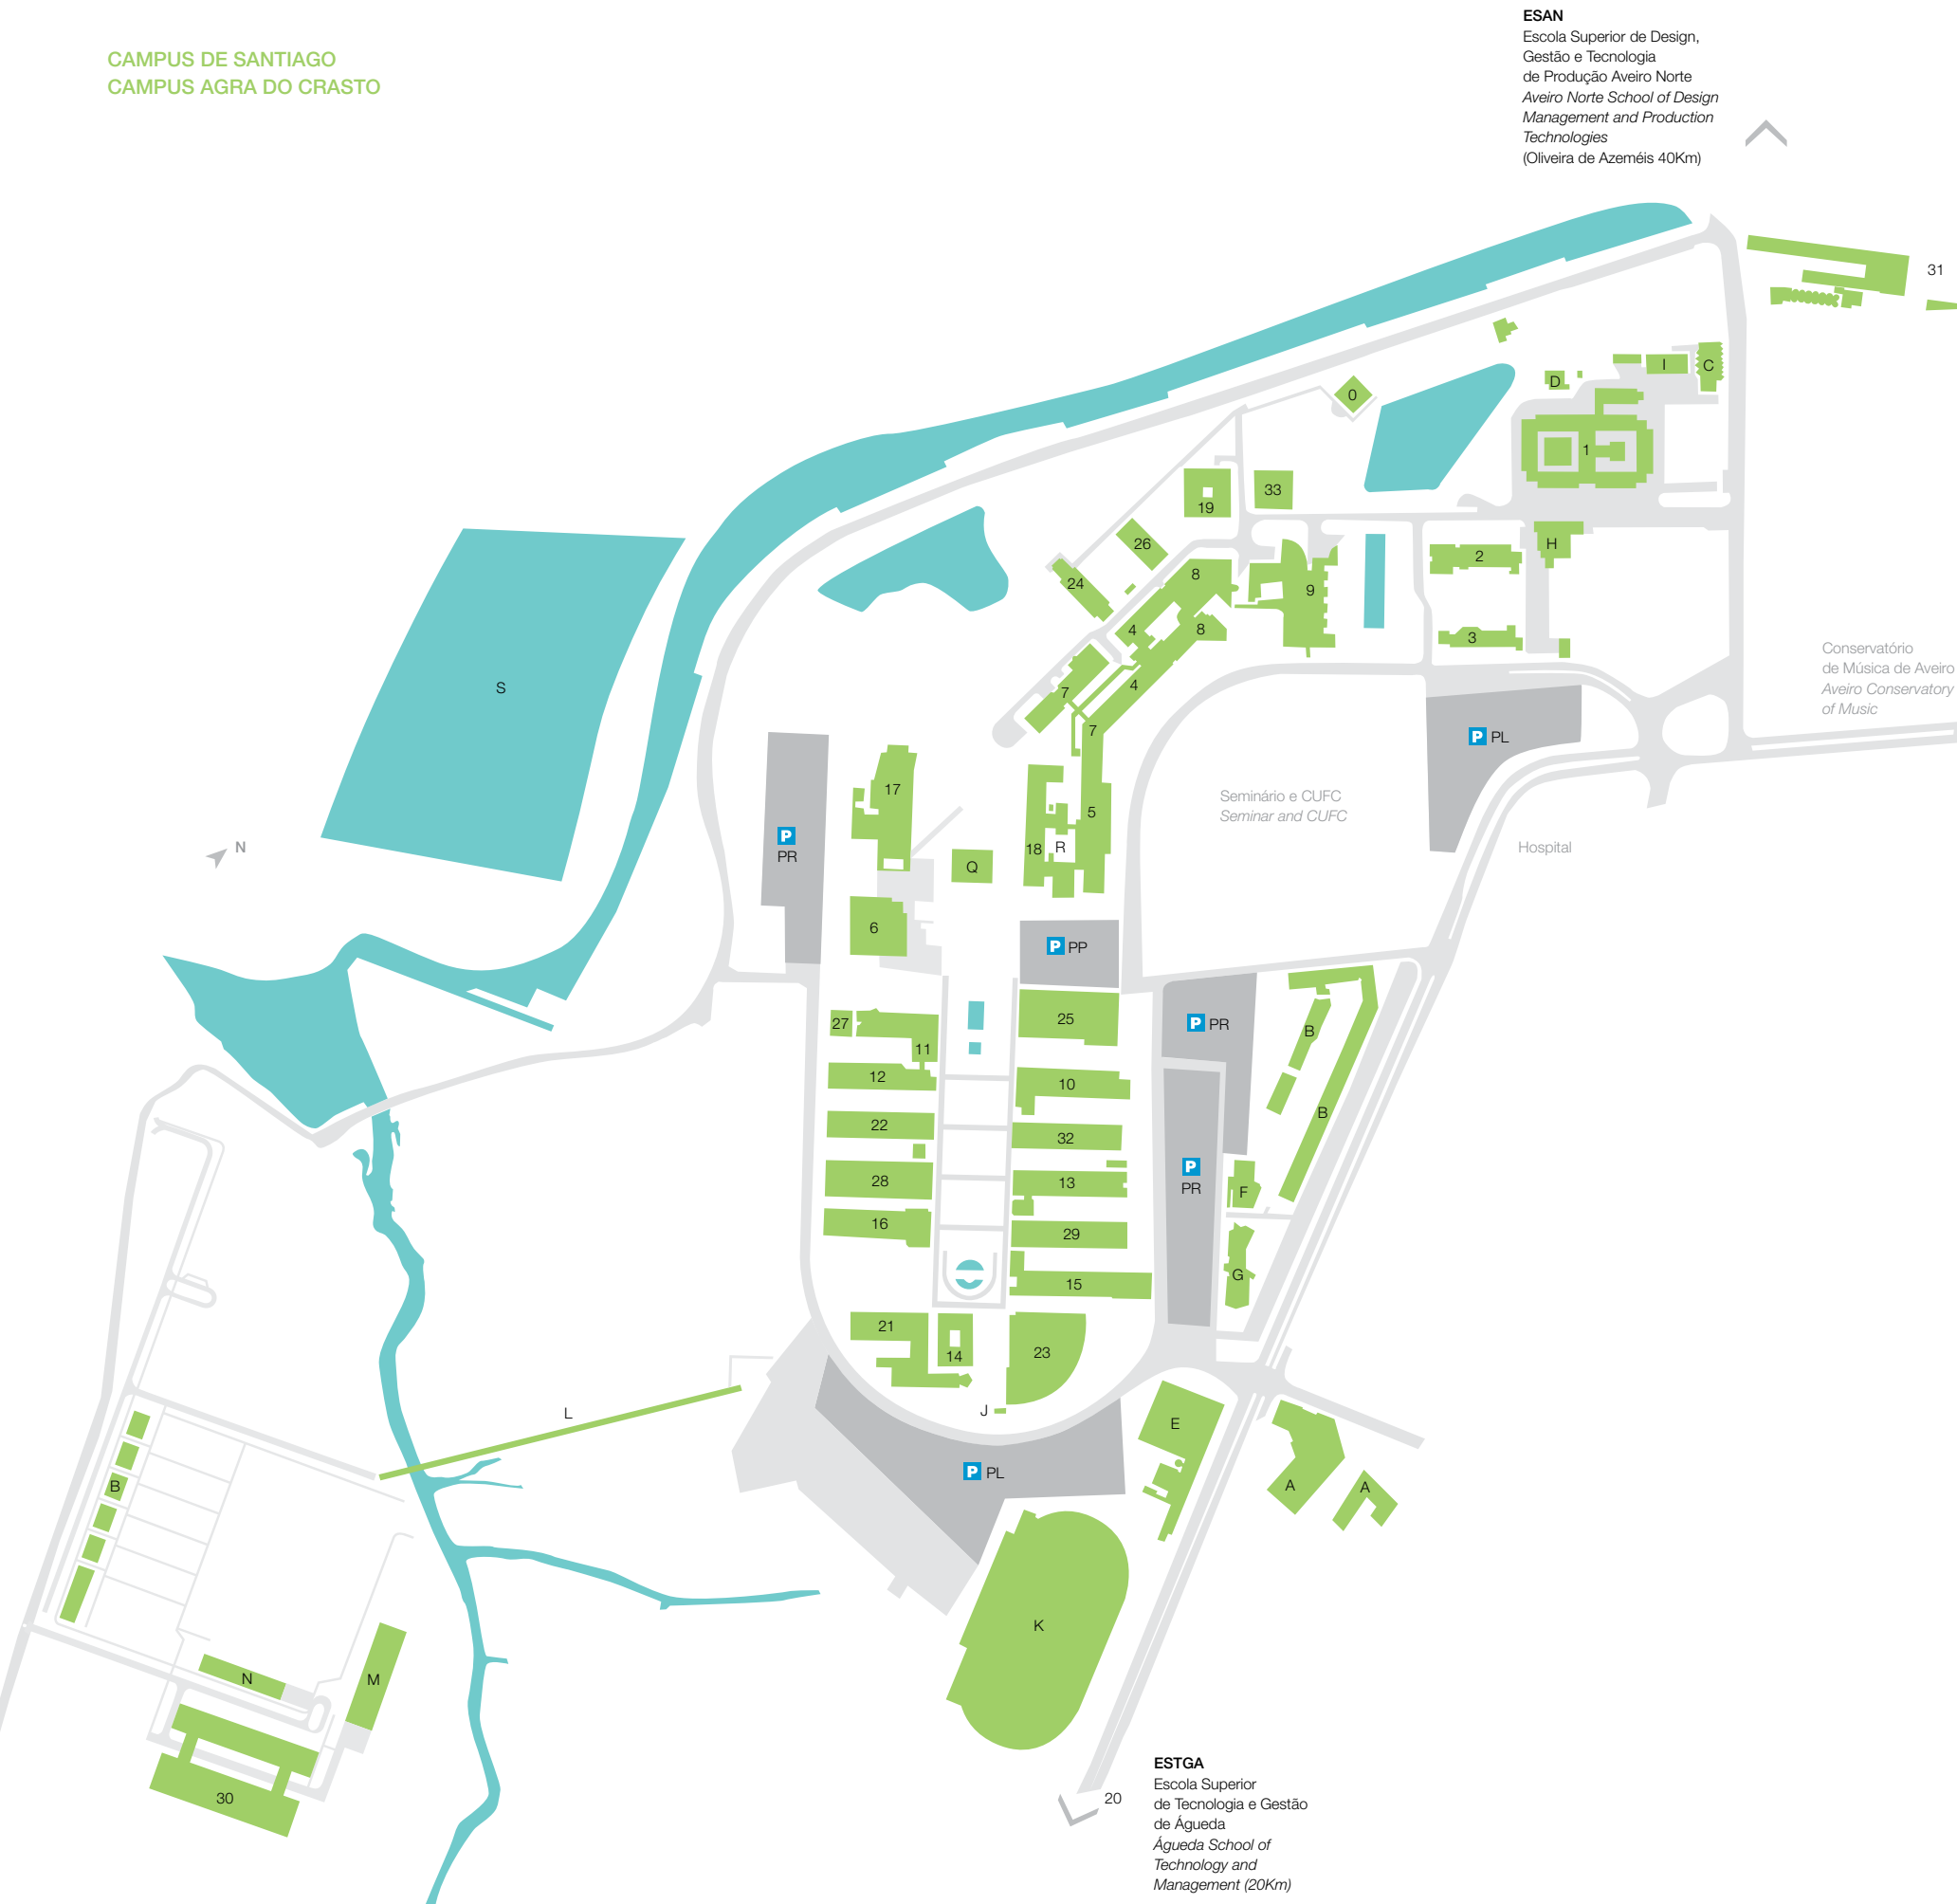 CAMPUS DE SANTIAGO
CAMPUS AGRA DO CRASTO
ESAN
Escola Superior de Design,
Gestão e Tecnologia
de Produção Aveiro Norte
Aveiro Norte School of Design
Management and Production
Technologies
(Oliveira de Azeméis 40Km)
31
I
C
D
0
1
33
19
26
H
2
24
8
9
4
8
3
Conservatório
de Música de Aveiro
Aveiro Conservatory
of Music
S
7
4
7
P PL
17
Seminário e CUFC
Seminar and CUFC
5
P
PR
N
18
R
Hospital
Q
6
P PP
27
25
P PR
B
11
12
10
B
22
32
P
PR
28
13
F
16
29
G
15
21
14
23
J
L
E
P PL
A
A
B
K
N
M
30
20
ESTGA
Escola Superior
de Tecnologia e Gestão
de Águeda
Águeda School of
Technology and
Management (20Km)